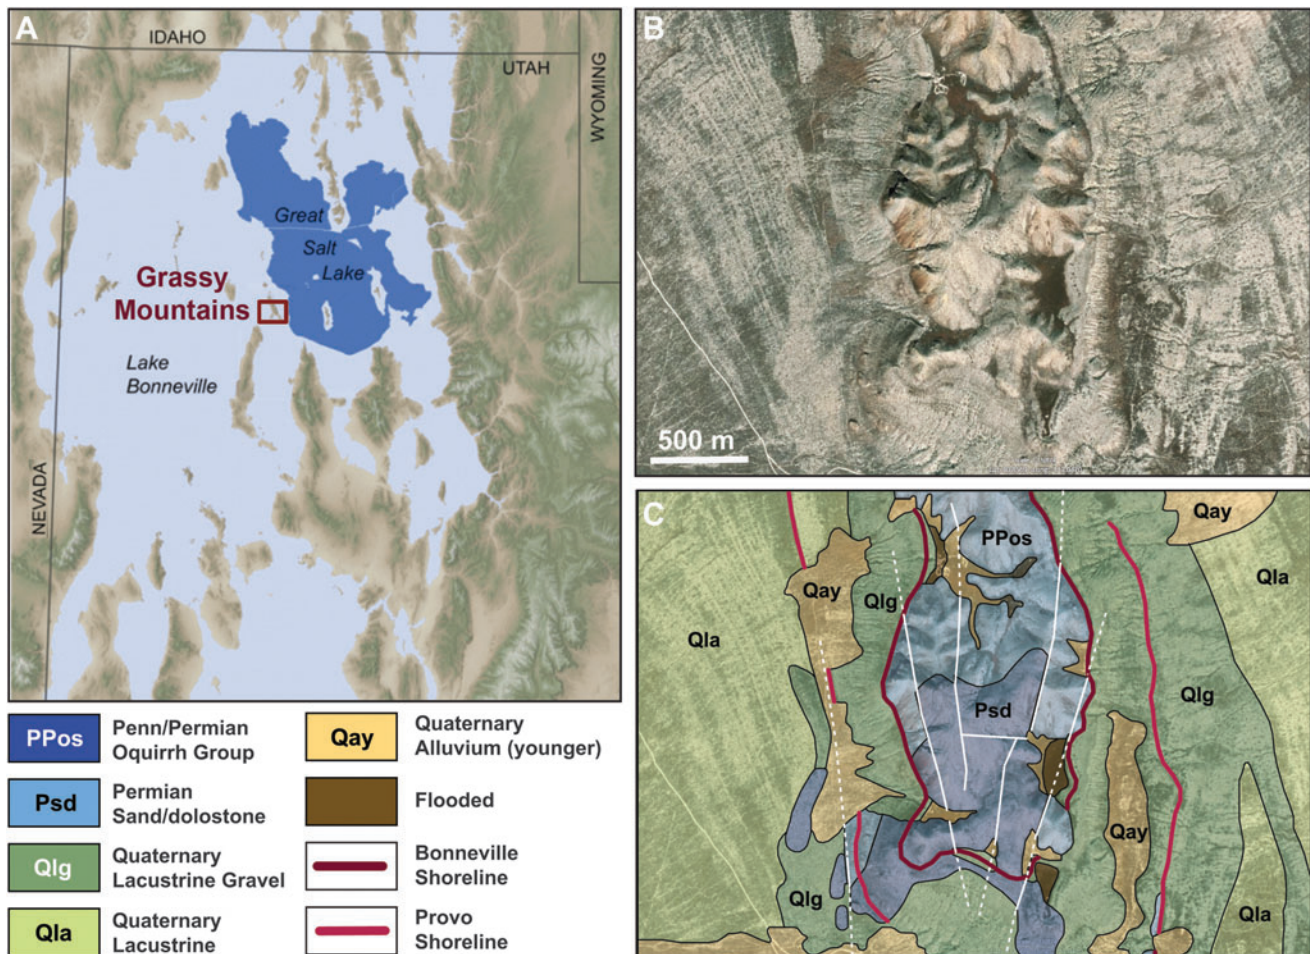 A
IDAHO
UTAH
WYOMING
Great
Salt
Lake
Grassy
Mountains
Lake
Bonneville
NEVADA
B
500 m
C
Qay
PPos
Qla
Qay
Qlg
Qla
Psd
Qlg
Qay
Qlg
Qla
PPos
Penn/Permian
Oquirrh Group
Psd
Permian
Sand/dolostone
Qlg
Quaternary
Lacustrine Gravel
Qla
Quaternary
Lacustrine
Qay
Quaternary
Alluvium (younger)
Flooded
Bonneville
Shoreline
Provo
Shoreline